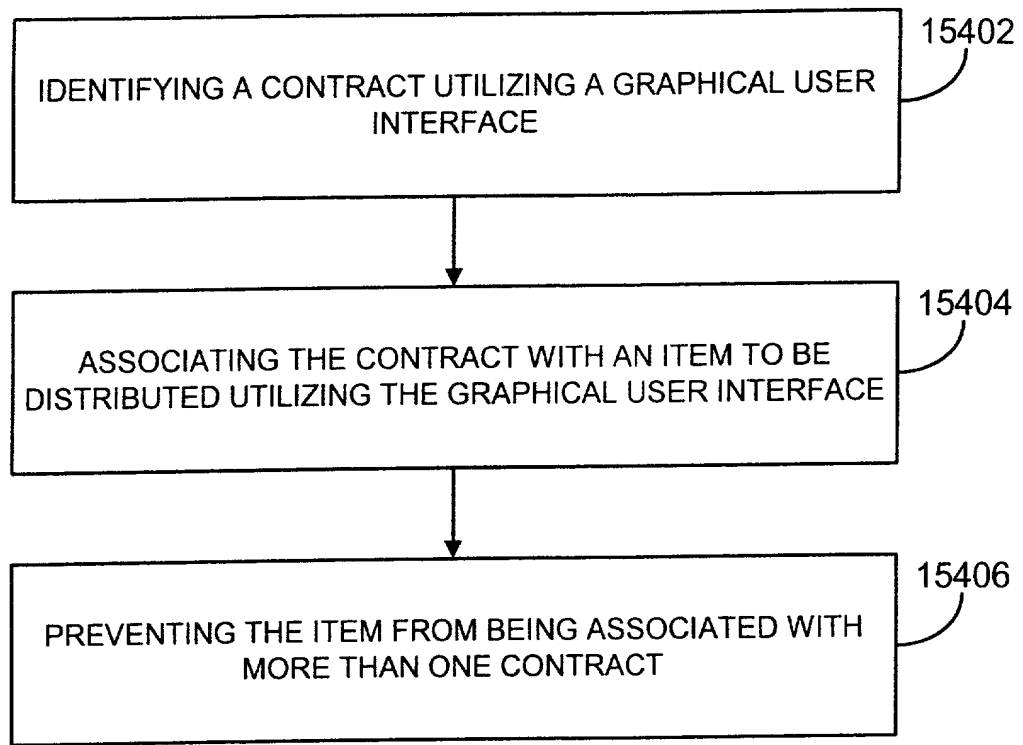 15402
IDENTIFYING A CONTRACT UTILIZING A GRAPHICAL USER
INTERFACE
15404
ASSOCIATING THE CONTRACT WITH AN ITEM TO BE
DISTRIBUTED UTILIZING THE GRAPHICAL USER INTERFACE
15406
PREVENTING THE ITEM FROM BEING ASSOCIATED WITH
MORE THAN ONE CONTRACT